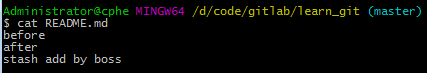 Administrator@cphe MINGW64 /d/code/gitlab/learn_git (master)
$ cat README.md
before
after
stash add by boss